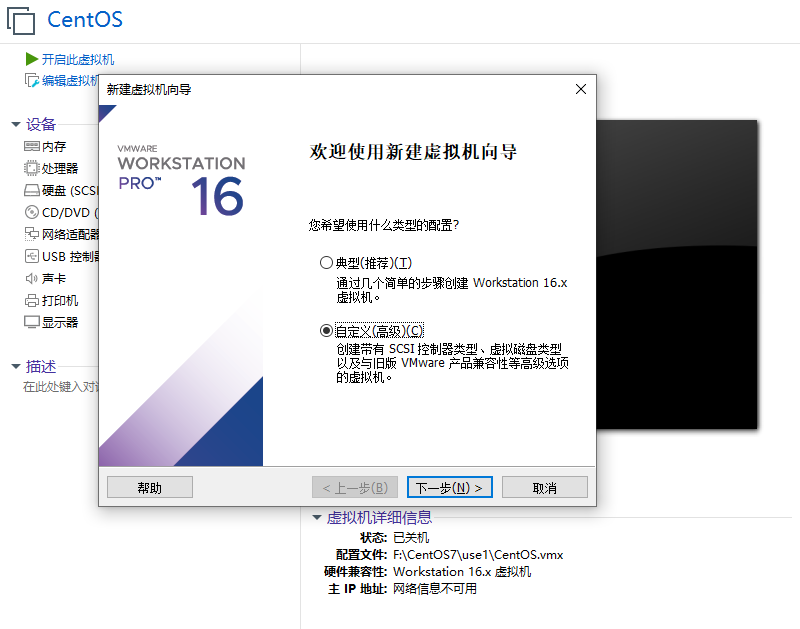 CentOS
开启此虚拟机
编辑虚拟机
设备
内存
处理器
硬盘 (SCSI
CD/DVD (
网络适配器
USB 控制器
声卡
打印机
显示器
描述
在此处键入对
新建虚拟机向导
VMWARE
WORKSTATION
PRO™ 16
欢迎使用新建虚拟机向导
您希望使用什么类型的配置?
典型(推荐)(T)
通过几个简单的步骤创建 Workstation 16.x
虚拟机。
自定义(高级)(C)
创建带有 SCSI 控制器类型、虚拟磁盘类型
以及与旧版 VMware 产品兼容性等高级选项
的虚拟机。
帮助
< 上一步(B)
下一步(N) >
取消
虚拟机详细信息
状态: 已关机
配置文件: F:\CentOS7\use1\CentOS.vmx
硬件兼容性: Workstation 16.x 虚拟机
主 IP 地址: 网络信息不可用